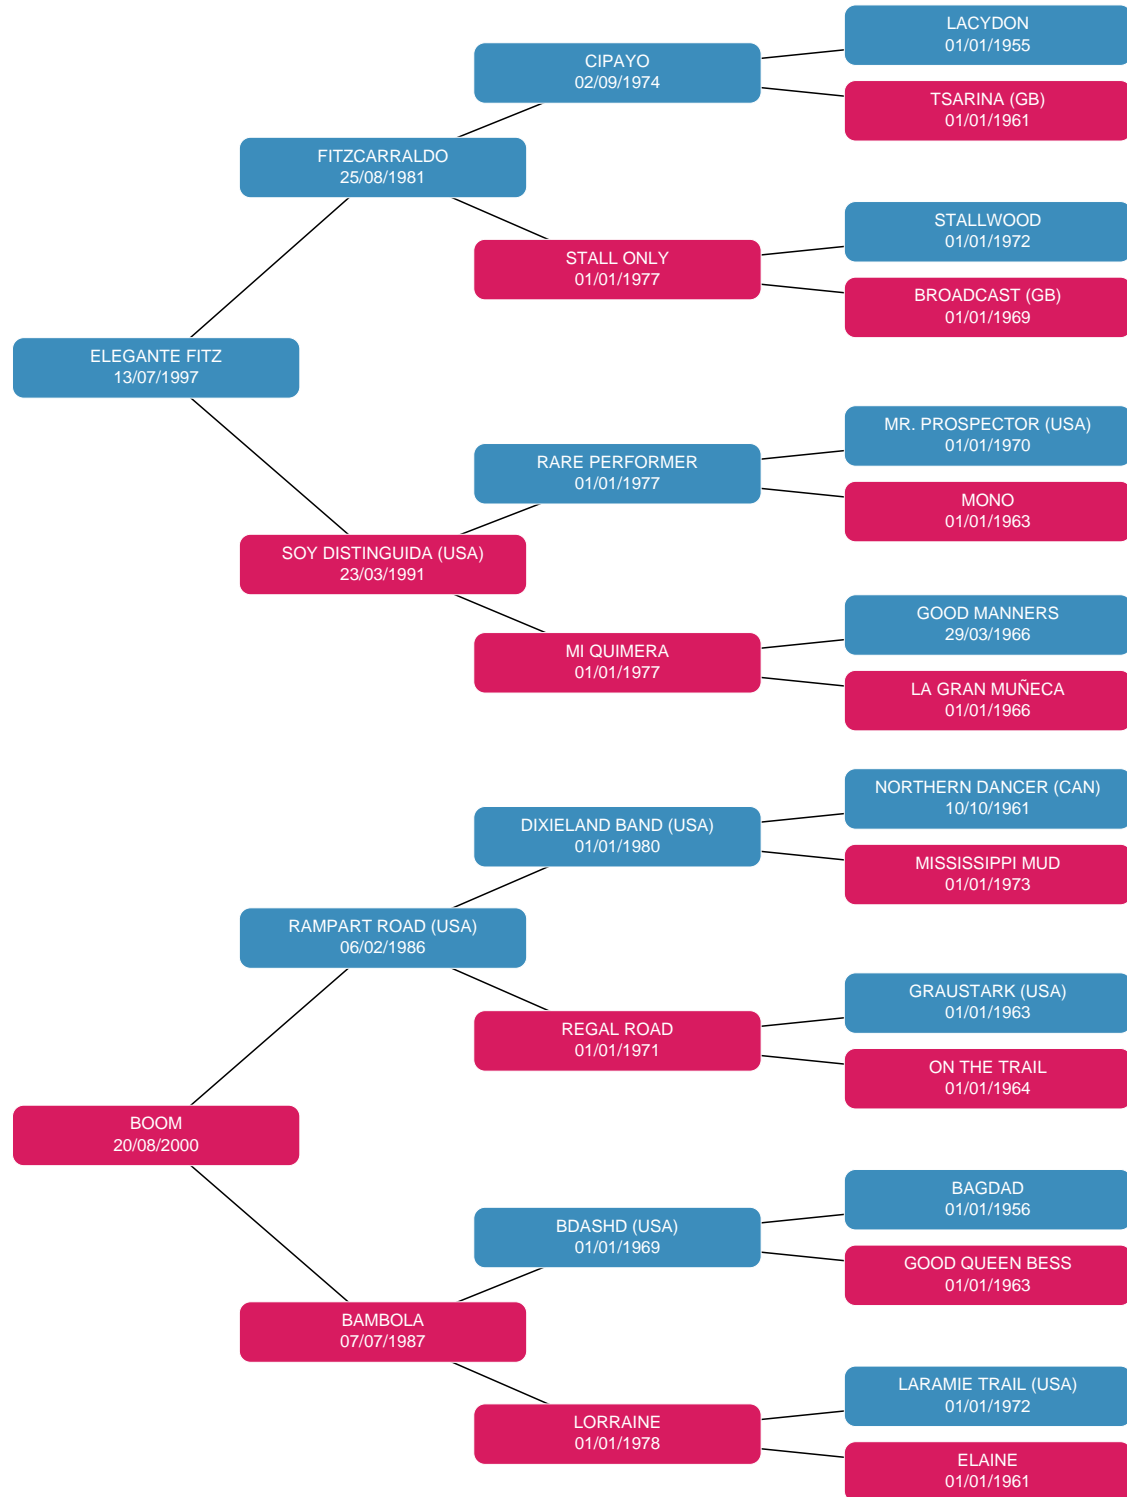 LACYDON
01/01/1955
CIPAYO
02/09/1974
TSARINA (GB)
01/01/1961
FITZCARRALDO
25/08/1981
STALLWOOD
01/01/1972
STALL ONLY
01/01/1977
BROADCAST (GB)
01/01/1969
ELEGANTE FITZ
13/07/1997
MR. PROSPECTOR (USA)
01/01/1970
RARE PERFORMER
01/01/1977
MONO
01/01/1963
SOY DISTINGUIDA (USA)
23/03/1991
GOOD MANNERS
29/03/1966
MI QUIMERA
01/01/1977
LA GRAN MUÑECA
01/01/1966
NORTHERN DANCER (CAN)
10/10/1961
DIXIELAND BAND (USA)
01/01/1980
MISSISSIPPI MUD
01/01/1973
RAMPART ROAD (USA)
06/02/1986
GRAUSTARK (USA)
01/01/1963
REGAL ROAD
01/01/1971
ON THE TRAIL
01/01/1964
BOOM
20/08/2000
BAGDAD
01/01/1956
BDASHD (USA)
01/01/1969
GOOD QUEEN BESS
01/01/1963
BAMBOLA
07/07/1987
LARAMIE TRAIL (USA)
01/01/1972
LORRAINE
01/01/1978
ELAINE
01/01/1961